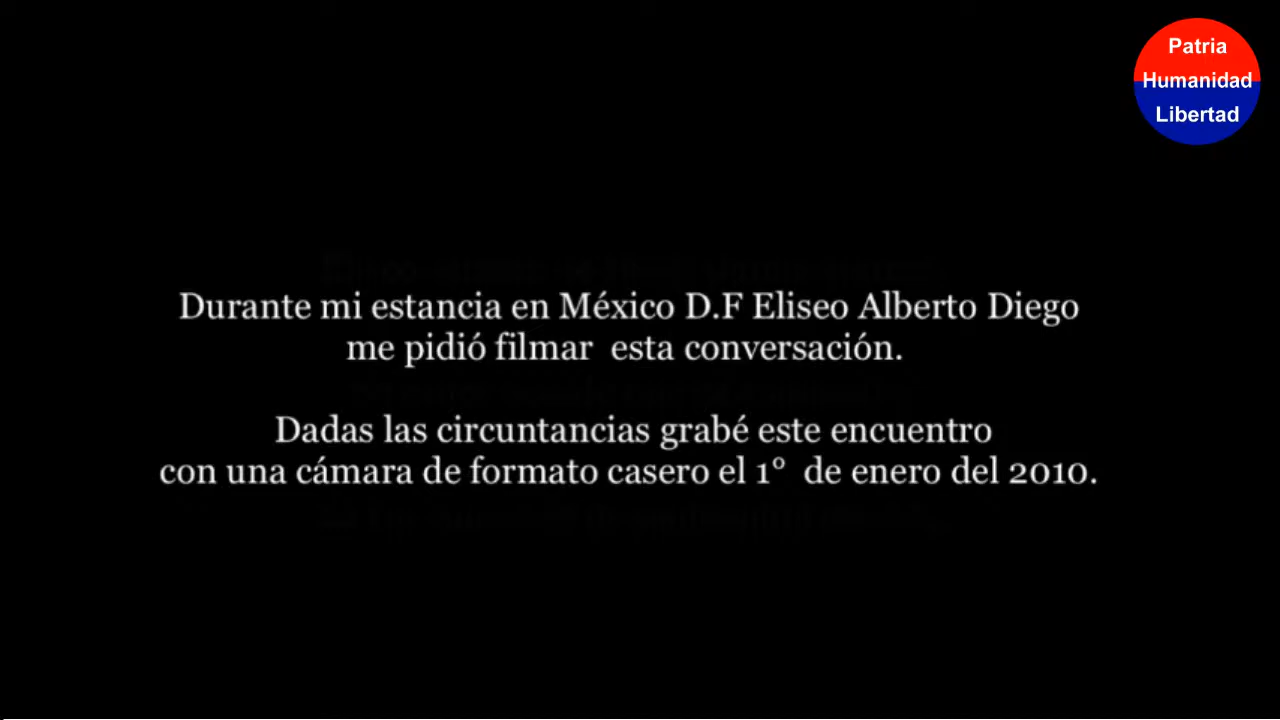 Patria
Humanidad
Libertad
Durante mi estancia en México D.F Eliseo Alberto Diego
me pidió filmar  esta conversación.
Dadas las circuntancias grabé este encuentro
con una cámara de formato casero el 1°  de enero del 2010.